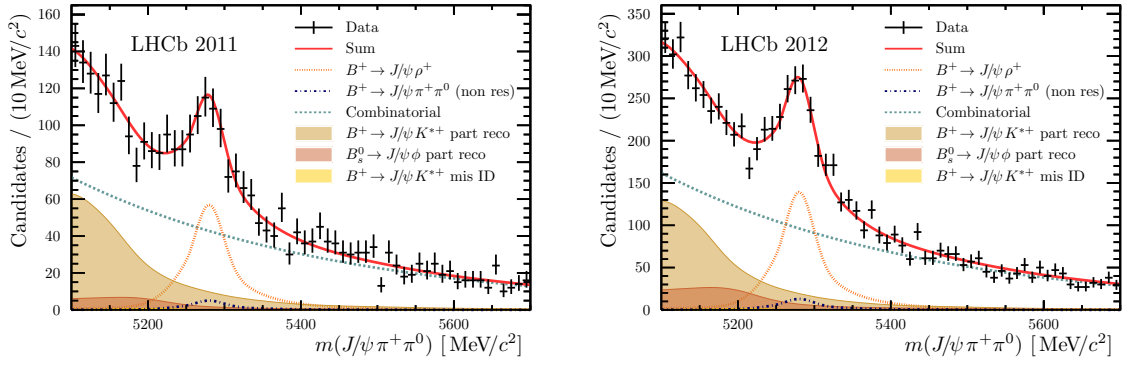 160
140
120
100
80
60
40
20
0
Candidates / (10 MeV/c²)
LHCb 2011
Data
Sum
B⁺→ J/ψ ρ⁺
B⁺→ J/ψ π⁺π⁰ (non res)
Combinatorial
B⁺→ J/ψ K*⁺ part reco
B⁰ₛ→ J/ψ ϕ part reco
B⁺→ J/ψ K*⁺ mis ID
5200 5400 5600
m(J/ψ π⁺π⁰) [MeV/c²]
350
300
250
200
150
100
50
0
Candidates / (10 MeV/c²)
LHCb 2012
Data
Sum
B⁺→ J/ψ ρ⁺
B⁺→ J/ψ π⁺π⁰ (non res)
Combinatorial
B⁺→ J/ψ K*⁺ part reco
B⁰ₛ→ J/ψ ϕ part reco
B⁺→ J/ψ K*⁺ mis ID
5200 5400 5600
m(J/ψ π⁺π⁰) [MeV/c²]